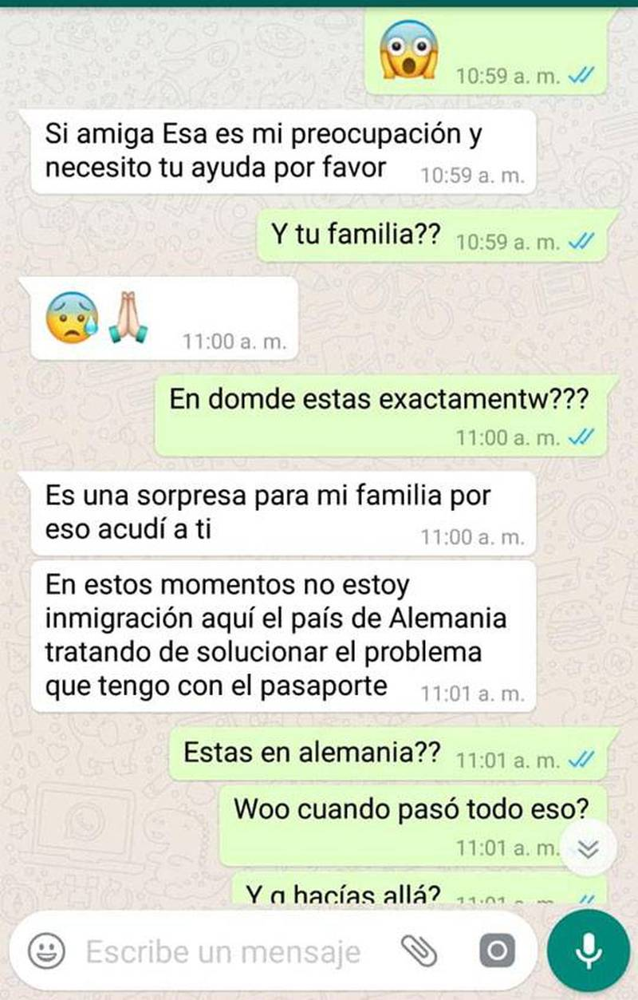 10:59 a. m.
Si amiga Esa es mi preocupación y
necesito tu ayuda por favor 10:59 a. m.
Y tu familia?? 10:59 a. m.
11:00 a. m.
En domde estas exactamentw???
11:00 a. m.
Es una sorpresa para mi familia por
eso acudí a ti 11:00 a. m.
En estos momentos no estoy
inmigración aquí el país de Alemania
tratando de solucionar el problema
que tengo con el pasaporte 11:01 a. m.
Estas en alemania?? 11:01 a. m.
Woo cuando pasó todo eso?
11:01 a. m.
Y q hacías allá? 11:01 a. m.
Escribe un mensaje